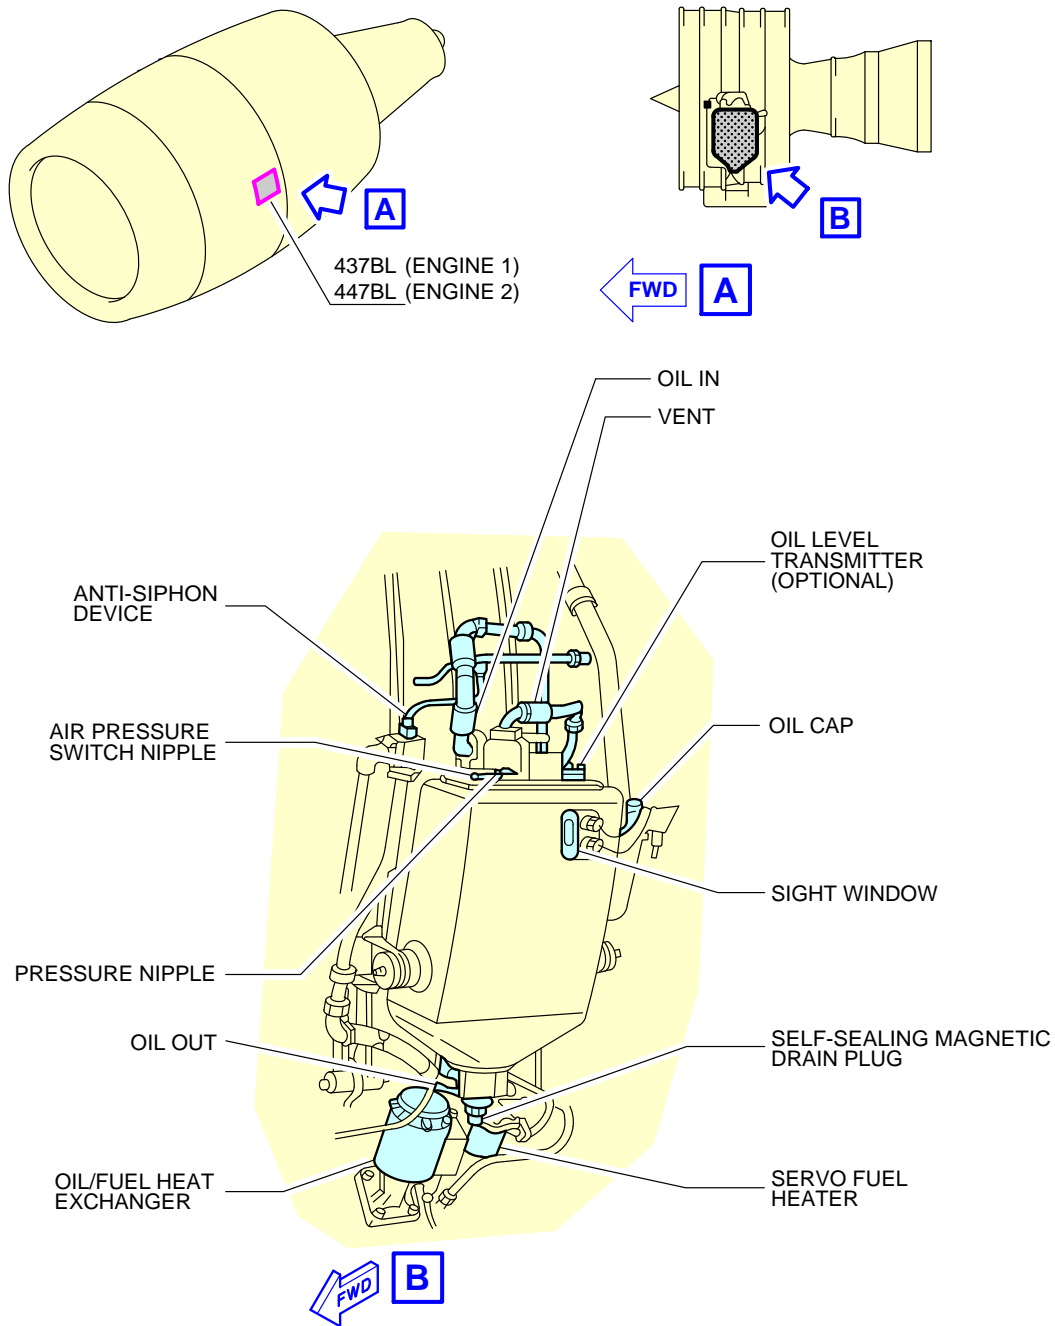 A
B
437BL (ENGINE 1)
447BL (ENGINE 2)
FWD
A
OIL IN
VENT
OIL LEVEL
TRANSMITTER
(OPTIONAL)
ANTI-SIPHON
DEVICE
AIR PRESSURE
SWITCH NIPPLE
OIL CAP
SIGHT WINDOW
PRESSURE NIPPLE
OIL OUT
SELF-SEALING MAGNETIC
DRAIN PLUG
OIL/FUEL HEAT
EXCHANGER
SERVO FUEL
HEATER
FWD
B